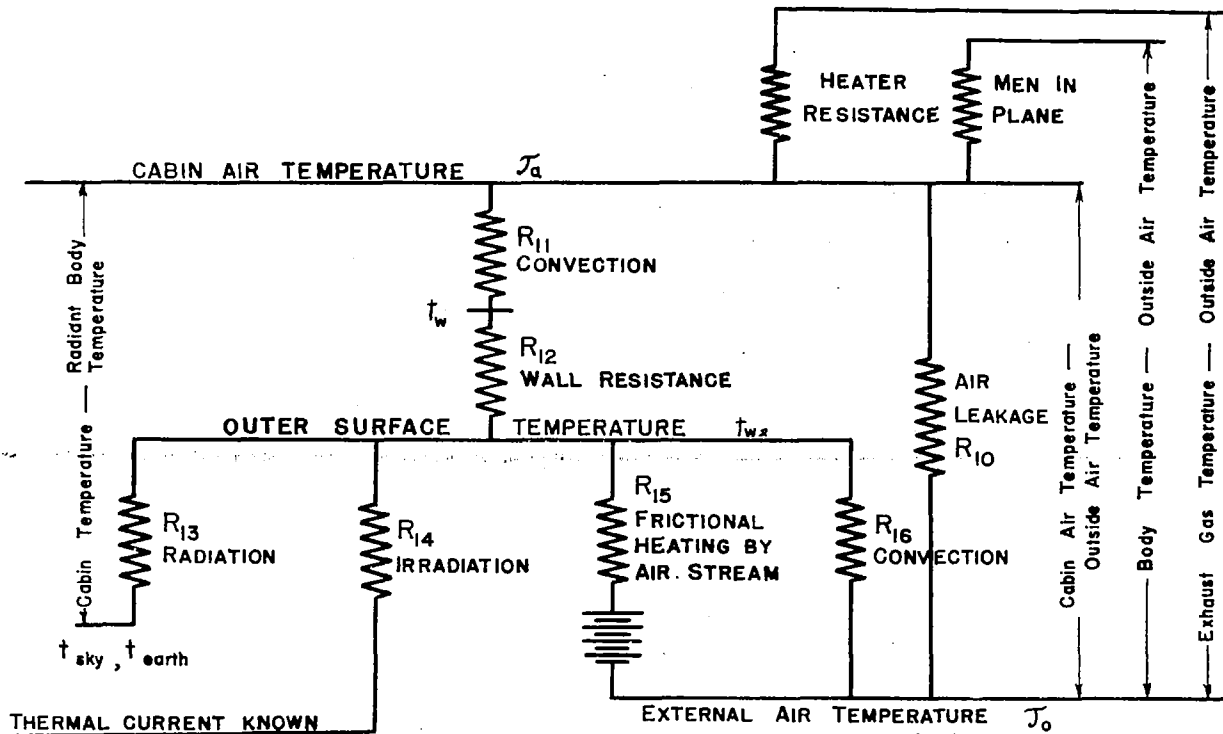 HEATER
RESISTANCE
MEN IN
PLANE
CABIN AIR TEMPERATURE Ta
R11
CONVECTION
tw
R12
WALL RESISTANCE
OUTER SURFACE TEMPERATURE twx
R13
RADIATION
R14
IRRADIATION
R15
FRICTIONAL
HEATING BY
AIR. STREAM
R16
CONVECTION
AIR
LEAKAGE
R10
tsky, tearth
THERMAL CURRENT KNOWN
EXTERNAL AIR TEMPERATURE To
Cabin Temperature — Radiant Body
Temperature
Cabin Air Temperature —
Outside Air Temperature
Body Temperature — Outside Air Temperature
Exhaust Gas Temperature — Outside Air Temperature